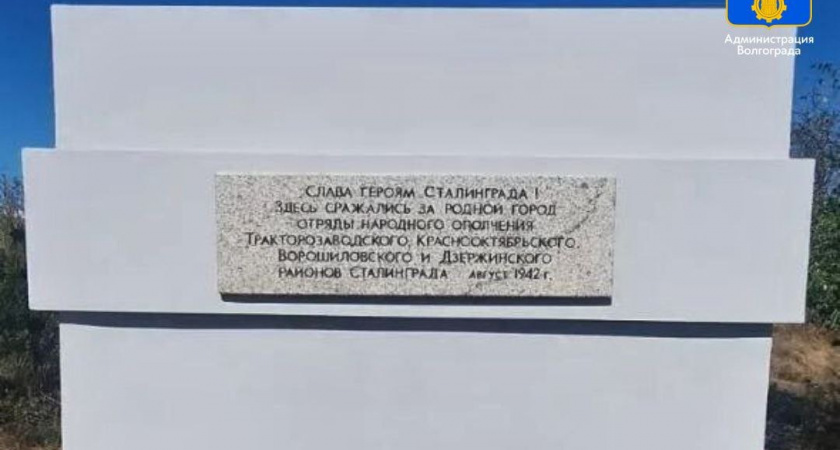 Администрация
Волгограда
Слава героям Сталинграда!
Здесь сражались за родной город
отряды народного ополчения
Тракторозаводского, Краснооктябрьского,
Ворошиловского и Дзержинского
районов Сталинграда август 1942 г.